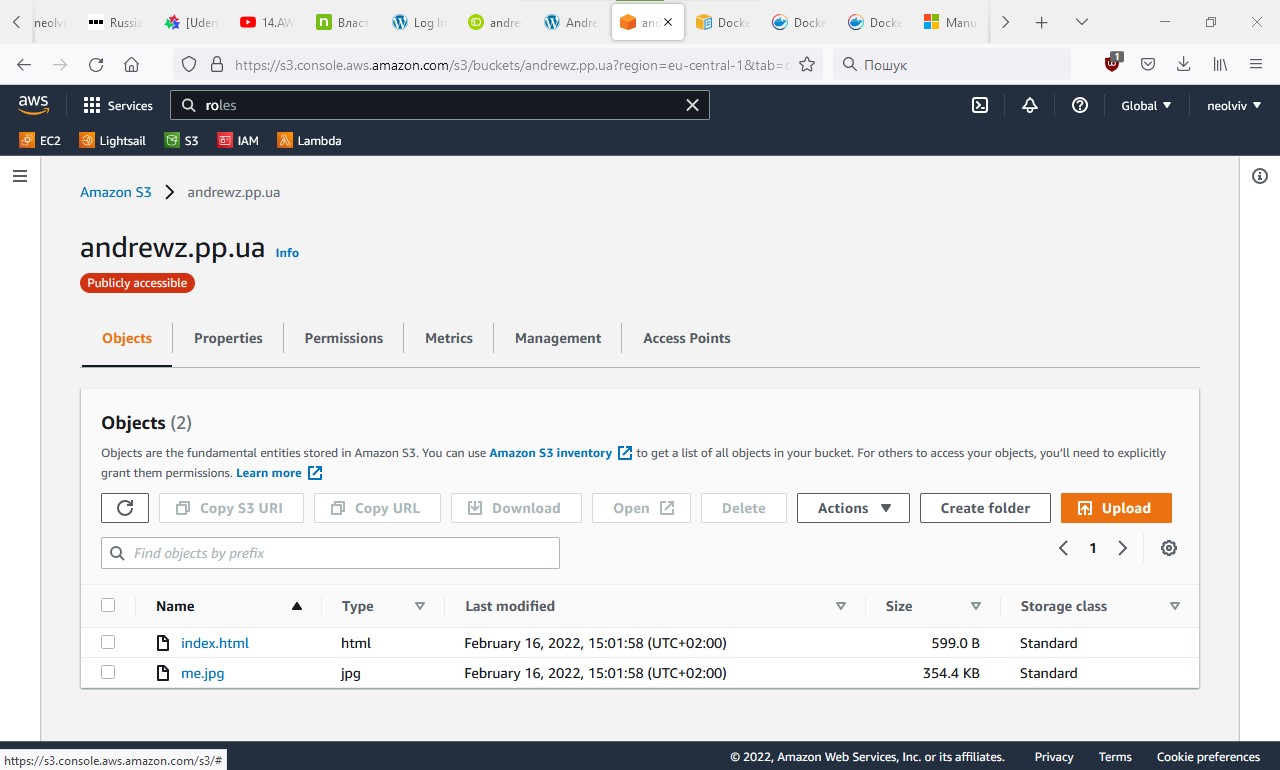 neolvi Russia [Uden 14.AW Власт Log In andre Andre and Docke Docke Docke Manu
https://s3.console.aws.amazon.com/s3/buckets/andrewz.pp.ua?region=eu-central-1&tab=o Пошук 1
aws Services roles Global neolviv
EC2 Lightsail S3 IAM Lambda
Amazon S3 andrewz.pp.ua
andrewz.pp.ua Info
Publicly accessible
Objects Properties Permissions Metrics Management Access Points
Objects (2)
Objects are the fundamental entities stored in Amazon S3. You can use Amazon S3 inventory to get a list of all objects in your bucket. For others to access your objects, you'll need to explicitly
grant them permissions. Learn more
Copy S3 URI Copy URL Download Open Delete Actions Create folder Upload
Find objects by prefix 1
Name Type Last modified Size Storage class
index.html html February 16, 2022, 15:01:58 (UTC+02:00) 599.0 B Standard
me.jpg jpg February 16, 2022, 15:01:58 (UTC+02:00) 354.4 KB Standard
https://s3.console.aws.amazon.com/s3/# © 2022, Amazon Web Services, Inc. or its affiliates. Privacy Terms Cookie preferences